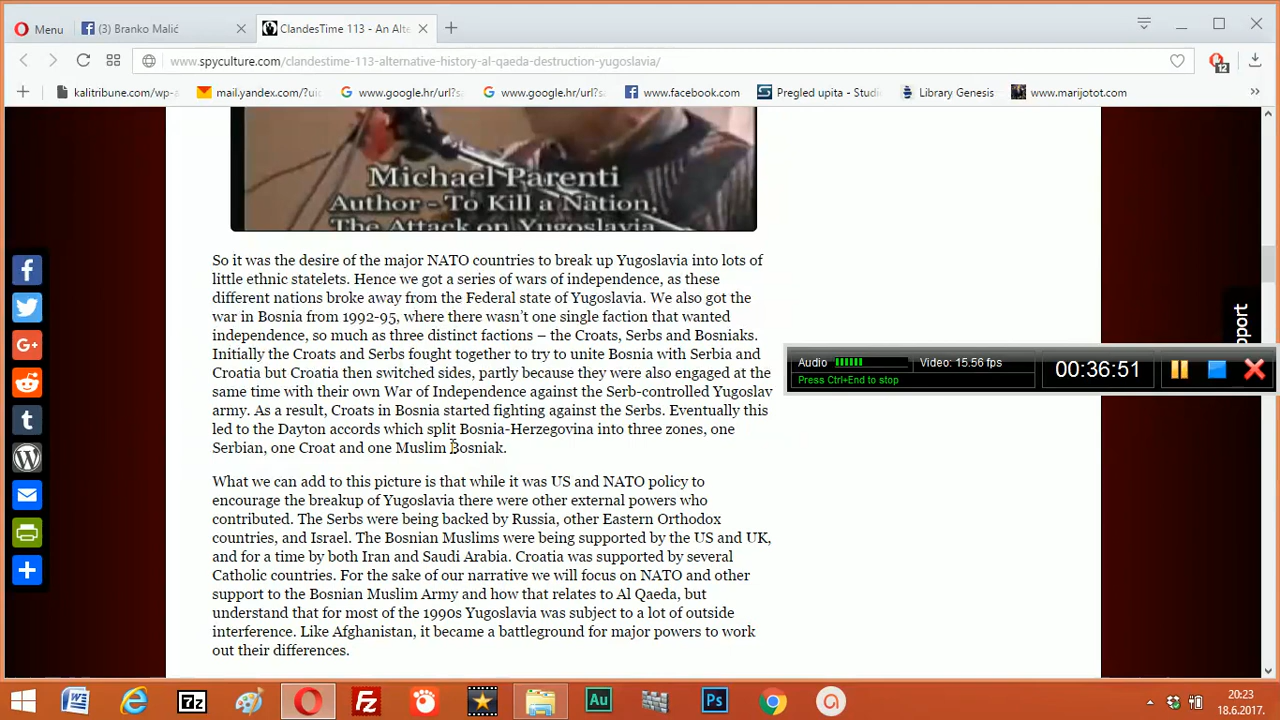 Menu
(3) Branko Malić
ClandesTime 113 - An Alte
www.spyculture.com/clandestime-113-alternative-history-al-qaeda-destruction-yugoslavia/
12
kalitribune.com/wp-
mail.yandex.com/?ui
www.google.hr/url?s
www.google.hr/url?s
www.facebook.com
Pregled upita - Studi
Library Genesis
www.marijotot.com
Michael Parenti
Author - To Kill a Nation,
The Attack on Yugoslavia
So it was the desire of the major NATO countries to break up Yugoslavia into lots of
little ethnic statelets. Hence we got a series of wars of independence, as these
different nations broke away from the Federal state of Yugoslavia. We also got the
war in Bosnia from 1992-95, where there wasn't one single faction that wanted
independence, so much as three distinct factions – the Croats, Serbs and Bosniaks.
Initially the Croats and Serbs fought together to try to unite Bosnia with Serbia and
Croatia but Croatia then switched sides, partly because they were also engaged at the
same time with their own War of Independence against the Serb-controlled Yugoslav
army. As a result, Croats in Bosnia started fighting against the Serbs. Eventually this
led to the Dayton accords which split Bosnia-Herzegovina into three zones, one
Serbian, one Croat and one Muslim Bosniak.
What we can add to this picture is that while it was US and NATO policy to
encourage the breakup of Yugoslavia there were other external powers who
contributed. The Serbs were being backed by Russia, other Eastern Orthodox
countries, and Israel. The Bosnian Muslims were being supported by the US and UK,
and for a time by both Iran and Saudi Arabia. Croatia was supported by several
Catholic countries. For the sake of our narrative we will focus on NATO and other
support to the Bosnian Muslim Army and how that relates to Al Qaeda, but
understand that for most of the 1990s Yugoslavia was subject to a lot of outside
interference. Like Afghanistan, it became a battleground for major powers to work
out their differences.
pport
Audio
Video: 15.56 fps
Press Ctrl+End to stop
00:36:51
20:23
18.6.2017.